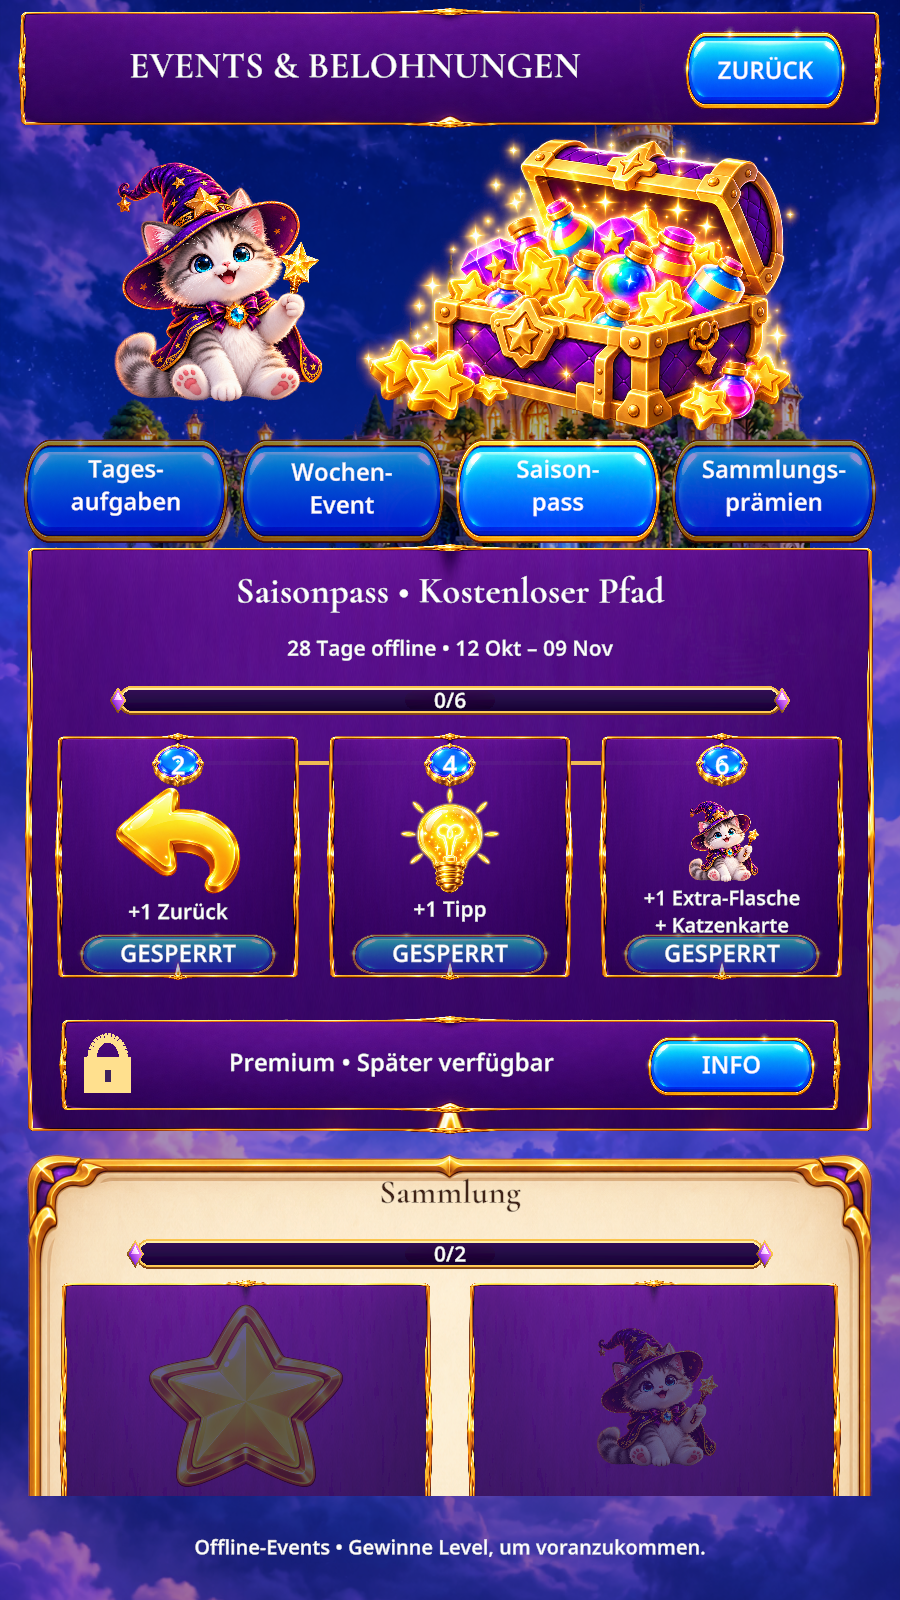 EVENTS & BELOHNUNGEN
ZURÜCK
Tages-
aufgaben
Wochen-
Event
Saison-
pass
Sammlungs-
prämien
Saisonpass • Kostenloser Pfad
28 Tage offline • 12 Okt – 09 Nov
0/6
2
4
6
+1 Zurück
+1 Tipp
+1 Extra-Flasche
+ Katzenkarte
GESPERRT
GESPERRT
GESPERRT
Premium • Später verfügbar
INFO
Sammlung
0/2
Offline-Events • Gewinne Level, um voranzukommen.